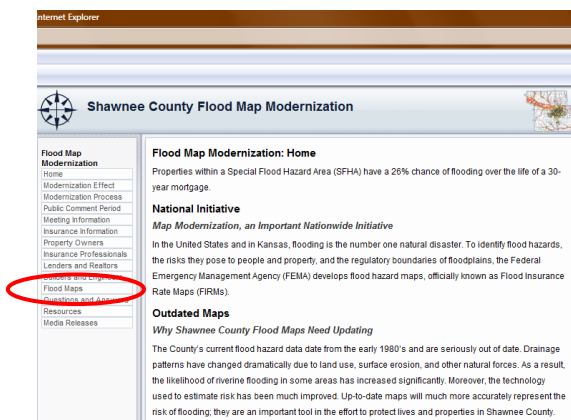 nternet Explorer
Shawnee County Flood Map Modernization
Flood Map
Modernization
Home
Modernization Effect
Modernization Process
Public Comment Period
Meeting Information
Insurance Information
Property Owners
Insurance Professionals
Lenders and Realtors
Builders and Engineers
Flood Maps
Questions and Answers
Resources
Media Releases
Flood Map Modernization: Home
Properties within a Special Flood Hazard Area (SFHA) have a 26% chance of flooding over the life of a 30-
year mortgage.
National Initiative
Map Modernization, an Important Nationwide Initiative
In the United States and in Kansas, flooding is the number one natural disaster. To identify flood hazards,
the risks they pose to people and property, and the regulatory boundaries of floodplains, the Federal
Emergency Management Agency (FEMA) develops flood hazard maps, officially known as Flood Insurance
Rate Maps (FIRMs).
Outdated Maps
Why Shawnee County Flood Maps Need Updating
The County's current flood hazard data date from the early 1980's and are seriously out of date. Drainage
patterns have changed dramatically due to land use, surface erosion, and other natural forces. As a result,
the likelihood of riverine flooding in some areas has increased significantly. Moreover, the technology
used to estimate risk has been much improved. Up-to-date maps will much more accurately represent the
risk of flooding; they are an important tool in the effort to protect lives and properties in Shawnee County.